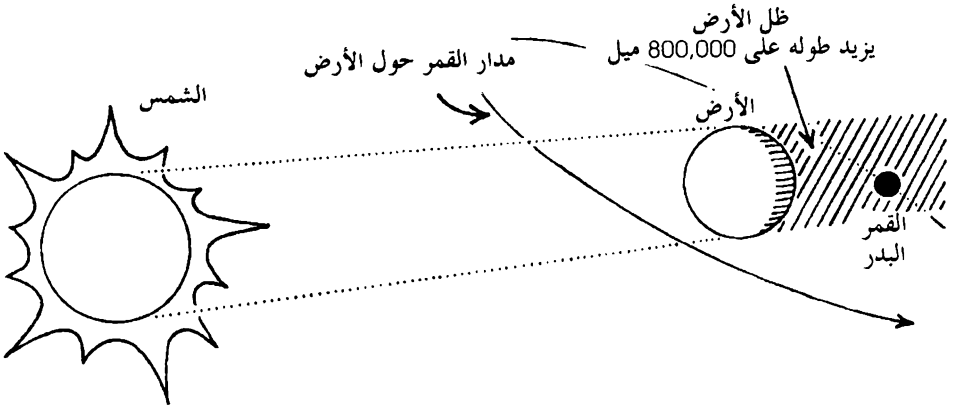 ظل الأرض
يزيد طوله على 800,000 ميل
مدار القمر حول الأرض
الشمس
الأرض
القمر
البدر